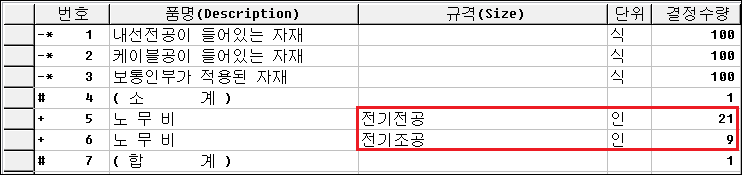 번호 품명(Description) 규격(Size) 단위 결정수량
-* 1 내선전공이 들어있는 자재 식 100
-* 2 케이블공이 들어있는 자재 식 100
-* 3 보통인부가 적용된 자재 식 100
# 4 ( 소 계 ) 1
+ 5 노 무 비 전기전공 인 21
+ 6 노 무 비 전기조공 인 9
# 7 ( 합 계 ) 1